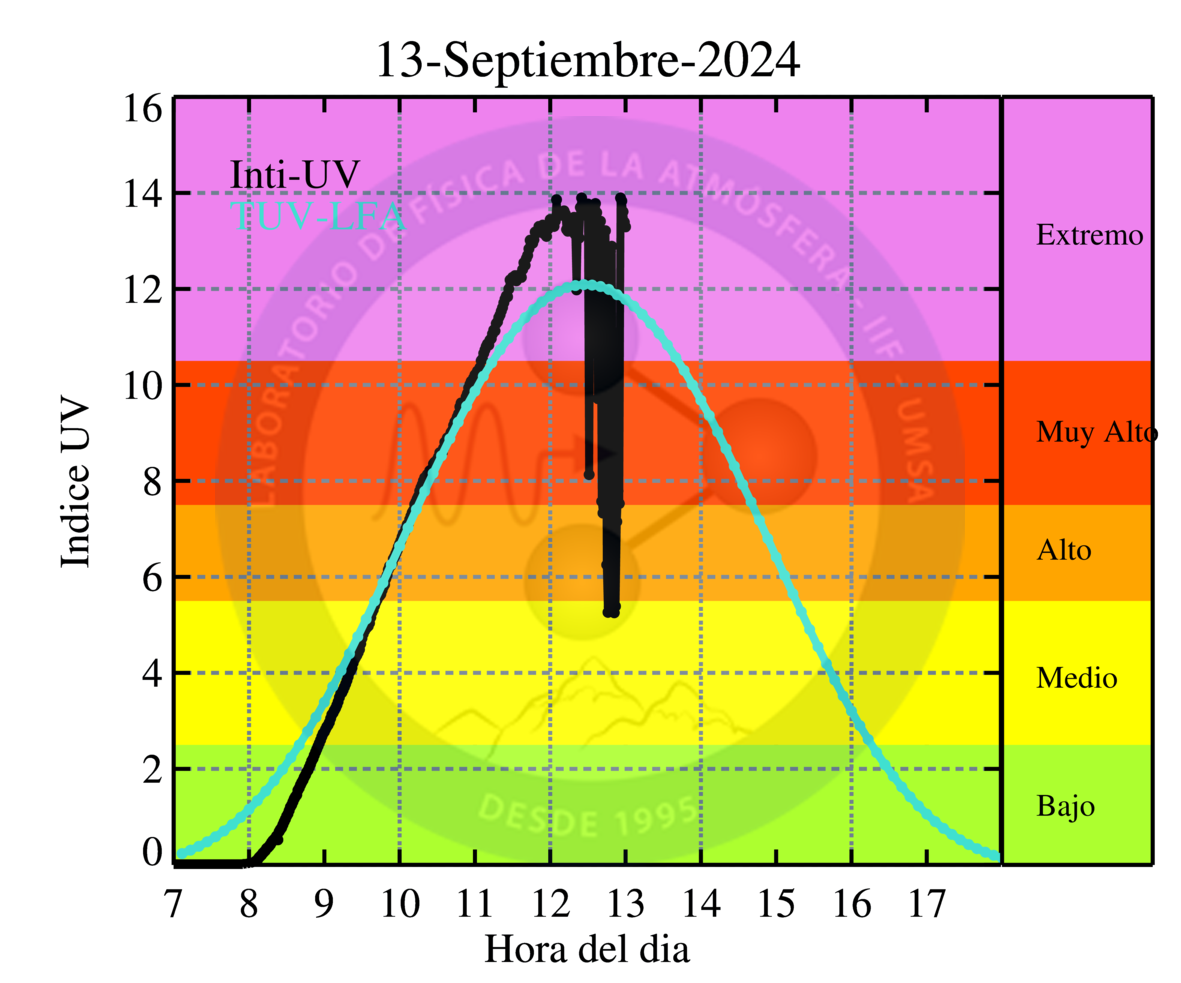 13-Septiembre-2024
16
14
12
10
8
6
4
2
0
Indice UV
Inti-UV
TUV-LFA
LABORATORIO DE FÍSICA DE LA ATMÓSFERA - IIF - UMSA
DESDE 1995
Extremo
Muy Alto
Alto
Medio
Bajo
7 8 9 10 11 12 13 14 15 16 17
Hora del dia